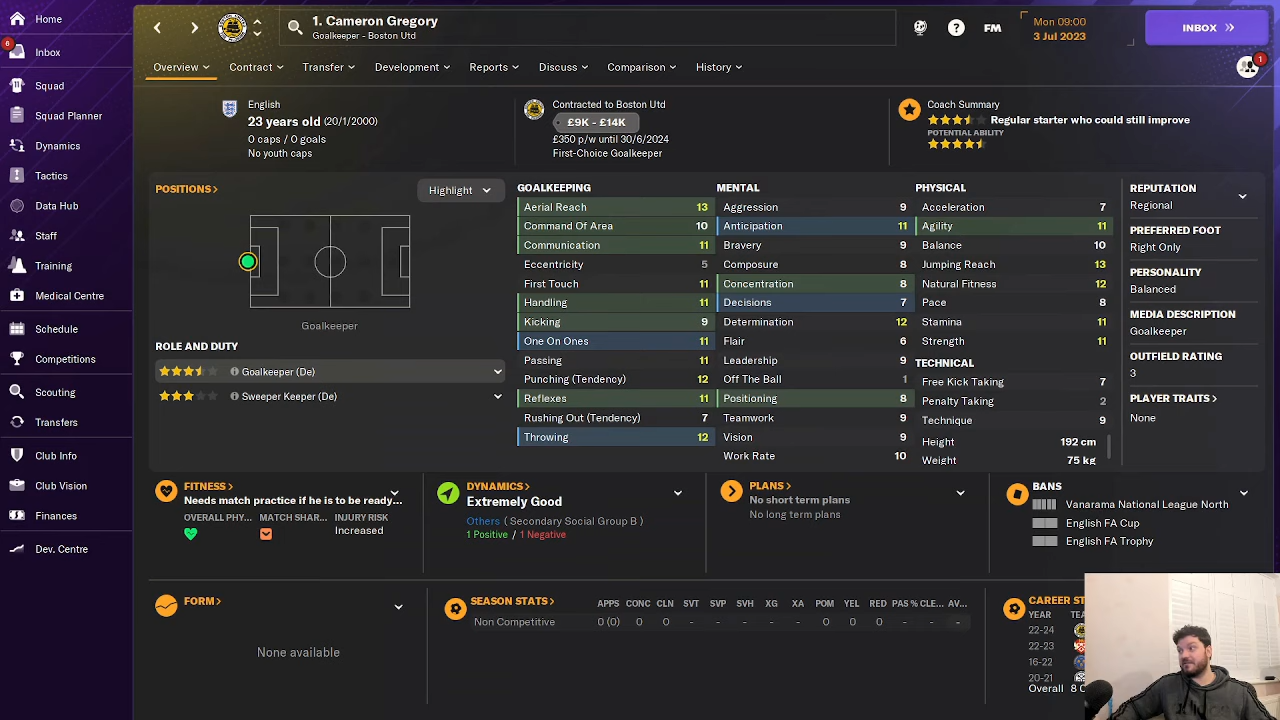 Home
6
Inbox
Squad
Squad Planner
Dynamics
Tactics
Data Hub
Staff
Training
Medical Centre
Schedule
Competitions
Scouting
Transfers
Club Info
Club Vision
Finances
Dev. Centre
1. Cameron Gregory
Goalkeeper - Boston Utd
?
FM
Mon 09:00
3 Jul 2023
INBOX
Overview
Contract
Transfer
Development
Reports
Discuss
Comparison
History
1
English
23 years old (20/1/2000)
0 caps / 0 goals
No youth caps
Contracted to Boston Utd
£9K - £14K
£350 p/w until 30/6/2024
First-Choice Goalkeeper
Coach Summary
Regular starter who could still improve
POTENTIAL ABILITY
POSITIONS
Highlight
Goalkeeper
ROLE AND DUTY
Goalkeeper (De)
Sweeper Keeper (De)
GOALKEEPING
Aerial Reach 13
Command Of Area 10
Communication 11
Eccentricity 5
First Touch 11
Handling 11
Kicking 9
One On Ones 11
Passing 11
Punching (Tendency) 12
Reflexes 11
Rushing Out (Tendency) 7
Throwing 12
MENTAL
Aggression 9
Anticipation 11
Bravery 9
Composure 8
Concentration 8
Decisions 7
Determination 12
Flair 6
Leadership 9
Off The Ball 1
Positioning 8
Teamwork 9
Vision 9
Work Rate 10
PHYSICAL
Acceleration 7
Agility 11
Balance 10
Jumping Reach 13
Natural Fitness 12
Pace 8
Stamina 11
Strength 11
TECHNICAL
Free Kick Taking 7
Penalty Taking 2
Technique 9
Height 192 cm
Weight 75 kg
REPUTATION
Regional
PREFERRED FOOT
Right Only
PERSONALITY
Balanced
MEDIA DESCRIPTION
Goalkeeper
OUTFIELD RATING
3
PLAYER TRAITS
None
FITNESS
Needs match practice if he is to be ready...
OVERALL PHY... MATCH SHAR... INJURY RISK
Increased
DYNAMICS
Extremely Good
Others ( Secondary Social Group B )
1 Positive / 1 Negative
PLANS
No short term plans
No long term plans
BANS
Vanarama National League North
English FA Cup
English FA Trophy
FORM
None available
SEASON STATS APPS CONC CLN SVT SVP SVH XG XA POM YEL RED PAS % CLE... AV...
Non Competitive 0 (0) 0 0 - - - - - 0 0 0 - - -
CAREER ST
YEAR TEA
22-24
22-23
16-22
20-21
Overall 8